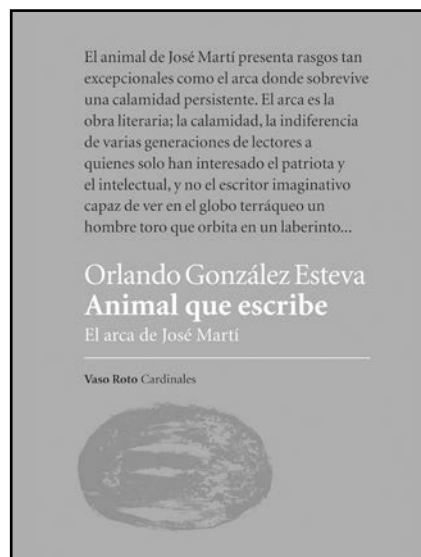 El animal de José Martí presenta rasgos tan
excepcionales como el arca donde sobrevive
una calamidad persistente. El arca es la
obra literaria; la calamidad, la indiferencia
de varias generaciones de lectores a
quienes solo han interesado el patriota y
el intelectual, y no el escritor imaginativo
capaz de ver en el globo terráqueo un
hombre toro que orbita en un laberinto...
Orlando González Esteva
Animal que escribe
El arca de José Martí
Vaso Roto Cardinales